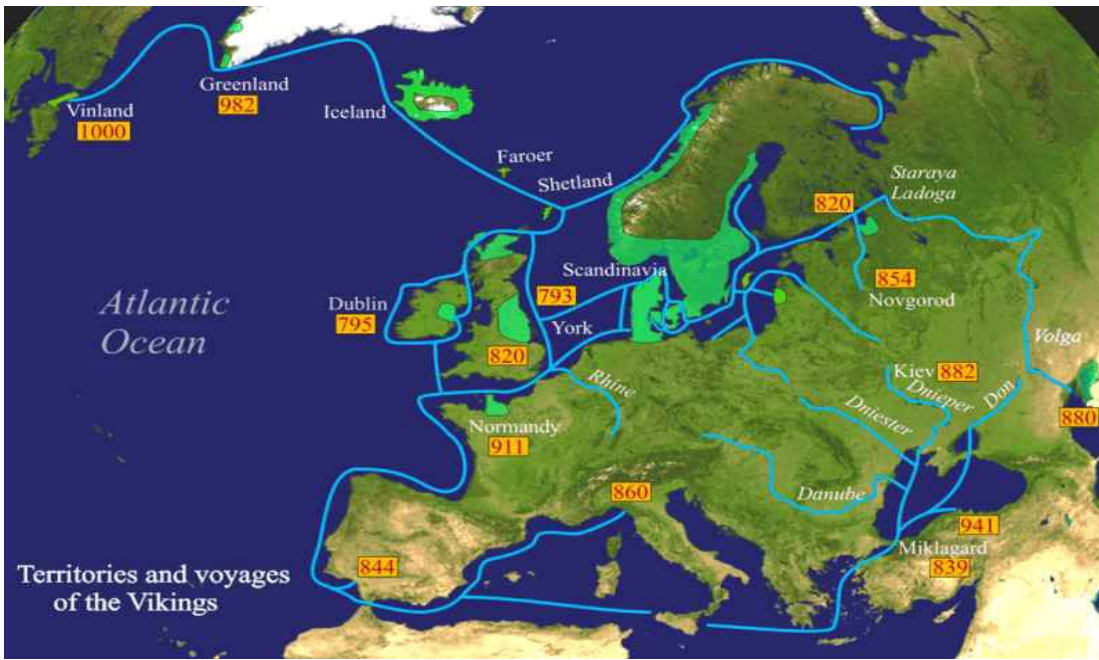 Greenland
982
Vinland
1000
Iceland
Faroer
Shetland
Staraya
Ladoga
820
Scandinavia
854
Novgorod
793
Dublin
795
York
Atlantic
Ocean
820
Volga
Kiev 882
Rhine
Dnieper
Don
Dniester
880
Normandy
911
860
Danube
941
Miklagard
839
844
Territories and voyages
of the Vikings